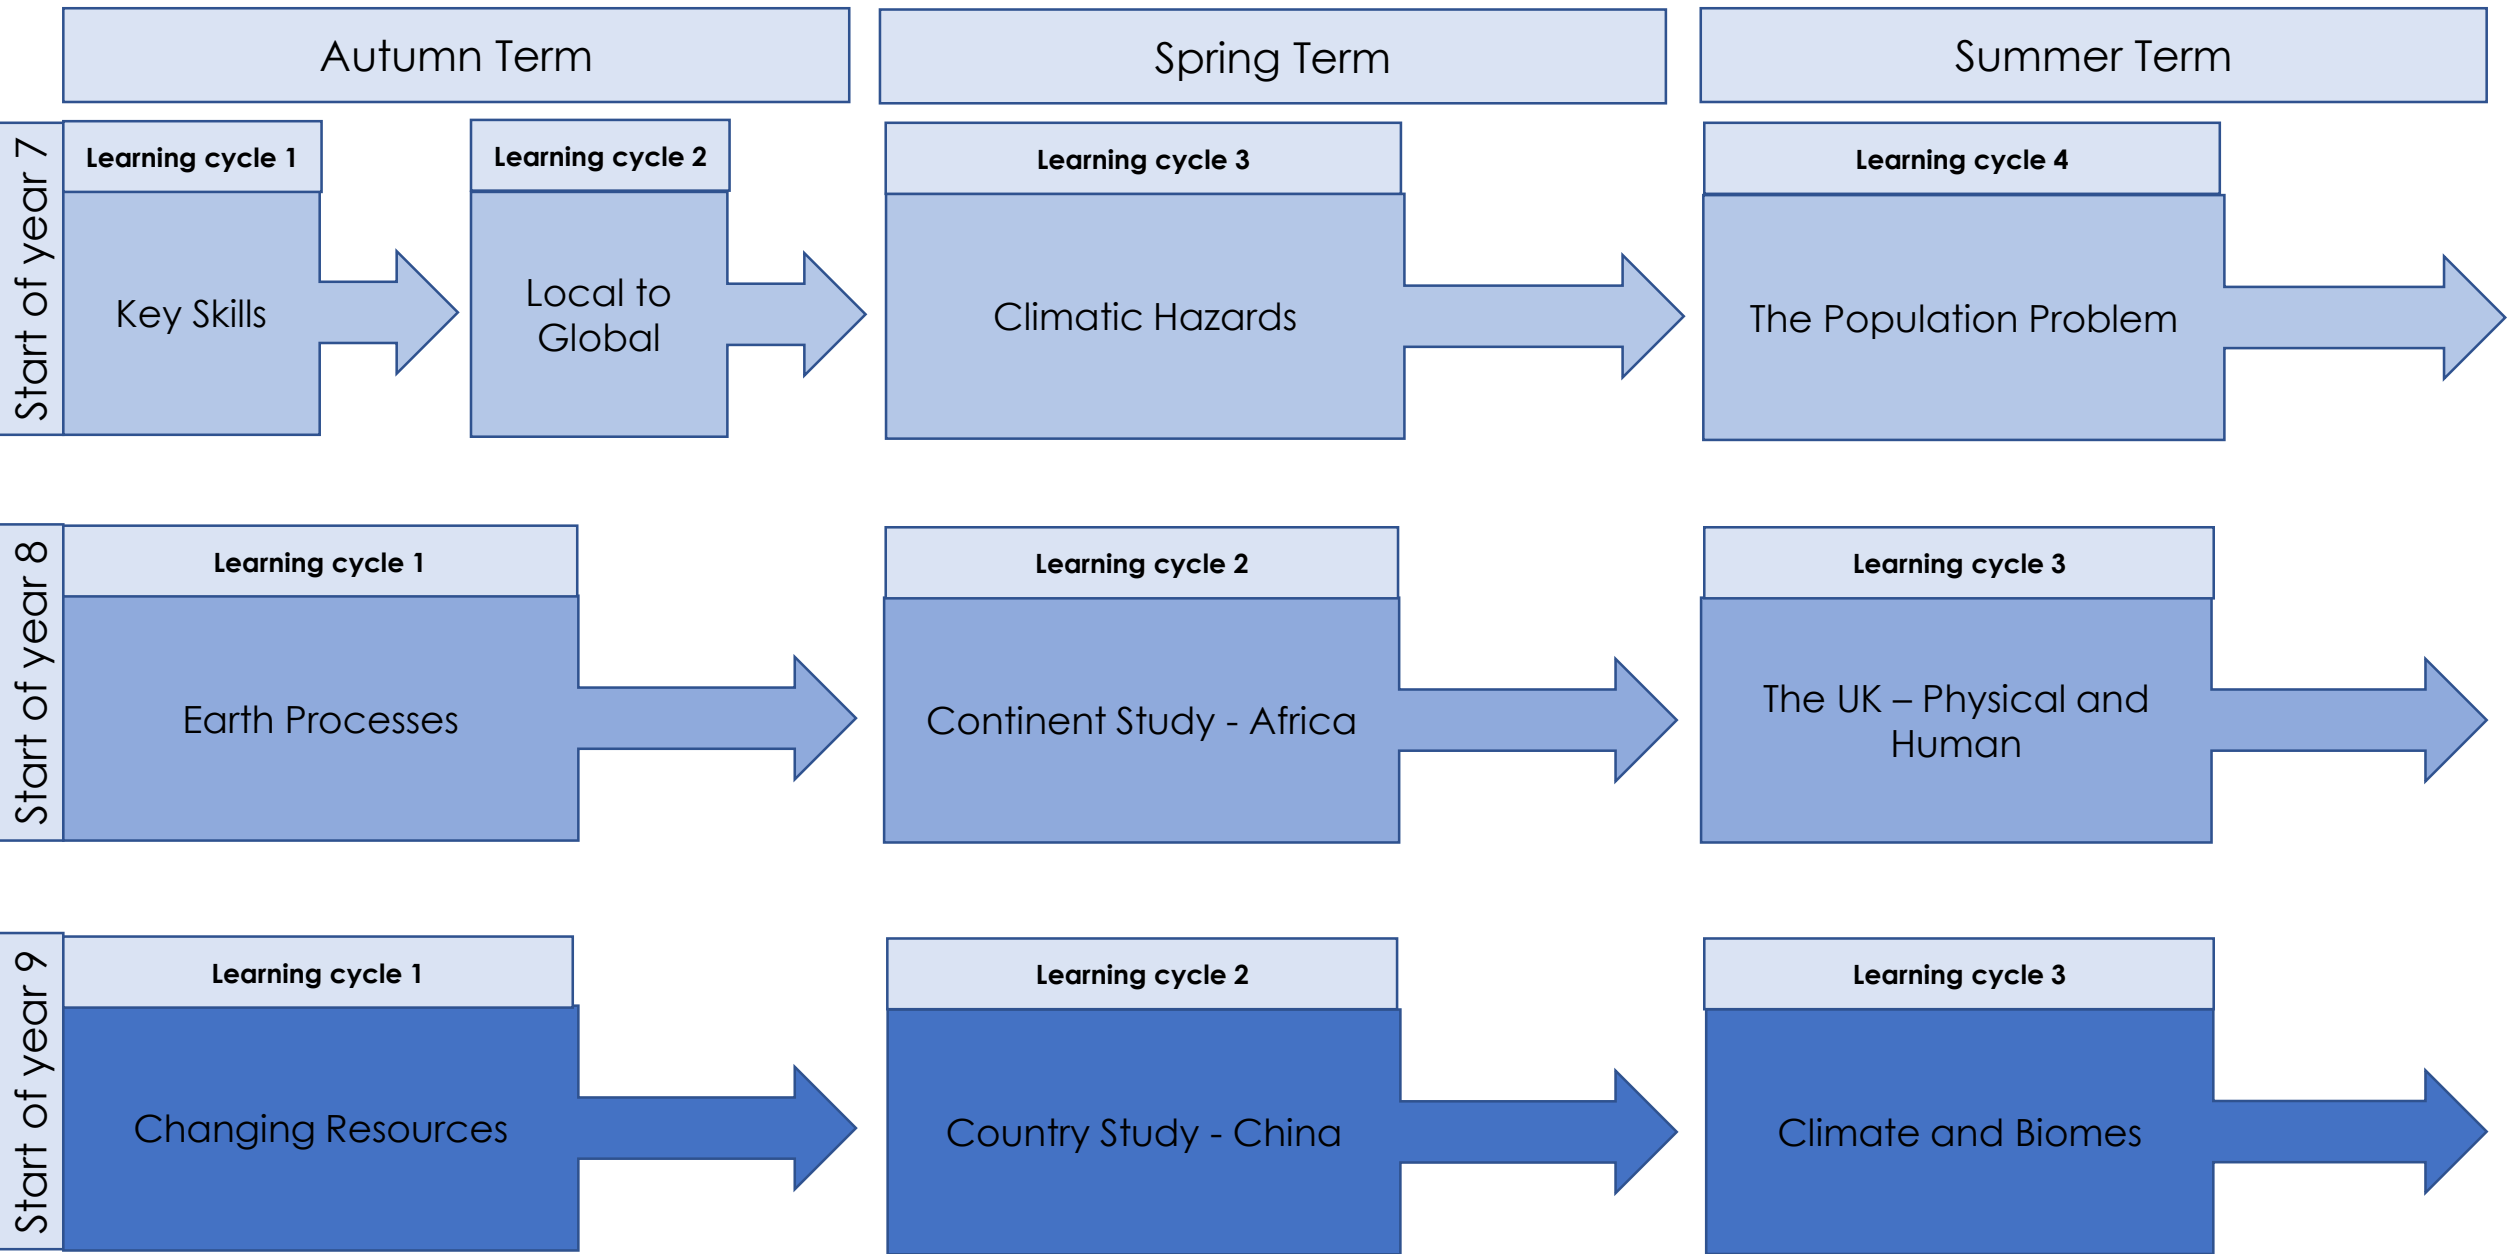 Autumn Term
Spring Term
Summer Term
Start of year 7
Learning cycle 1
Key Skills
Learning cycle 2
Local to
Global
Learning cycle 3
Climatic Hazards
Learning cycle 4
The Population Problem
Start of year 8
Learning cycle 1
Earth Processes
Learning cycle 2
Continent Study - Africa
Learning cycle 3
The UK – Physical and
Human
Start of year 9
Learning cycle 1
Changing Resources
Learning cycle 2
Country Study - China
Learning cycle 3
Climate and Biomes